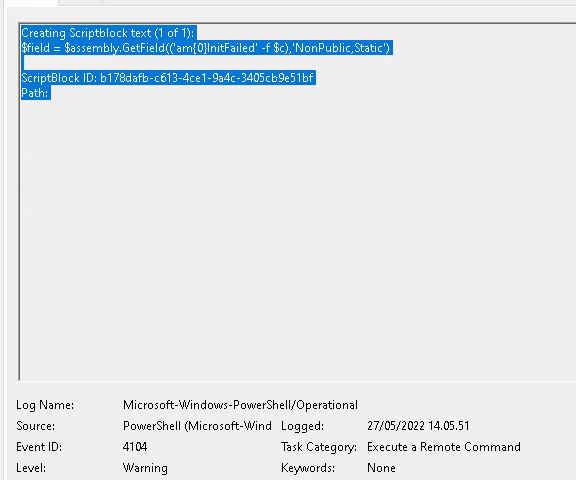 Creating Scriptblock text (1 of 1):
$field = $assembly.GetField(('am{0}InitFailed' -f $c),'NonPublic,Static')
ScriptBlock ID: b178dafb-c613-4ce1-9a4c-3405cb9e51bf
Path:
Log Name: Microsoft-Windows-PowerShell/Operational
Source: PowerShell (Microsoft-Wind Logged: 27/05/2022 14.05.51
Event ID: 4104 Task Category: Execute a Remote Command
Level: Warning Keywords: None